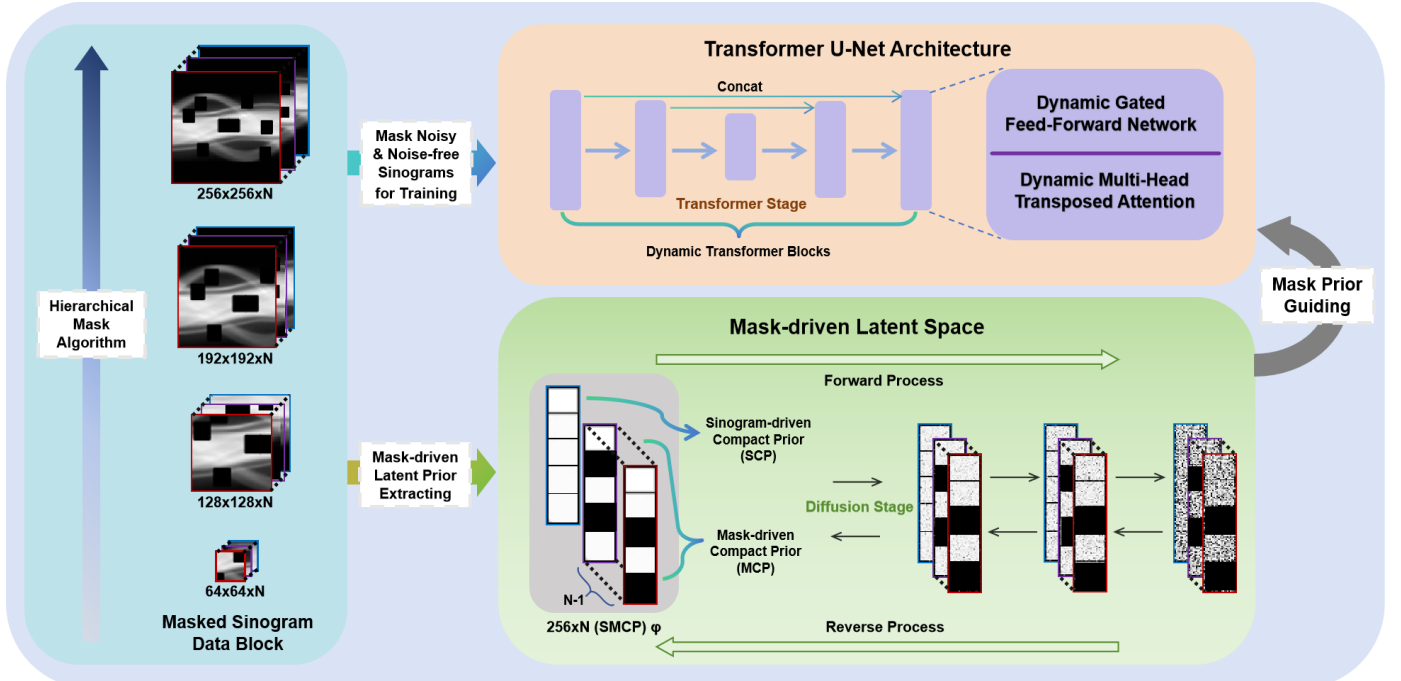 256x256xN
192x192xN
128x128xN
64x64xN
Hierarchical
Mask
Algorithm
Masked Sinogram
Data Block
Mask Noisy
& Noise-free
Sinograms
for Training
Mask-driven
Latent Prior
Extracting
Transformer U-Net Architecture
Concat
Transformer Stage
Dynamic Transformer Blocks
Dynamic Gated
Feed-Forward Network
Dynamic Multi-Head
Transposed Attention
Mask Prior
Guiding
Mask-driven Latent Space
Forward Process
Sinogram-driven
Compact Prior
(SCP)
Diffusion Stage
Mask-driven
Compact Prior
(MCP)
N-1
256xN (SMCP) φ
Reverse Process